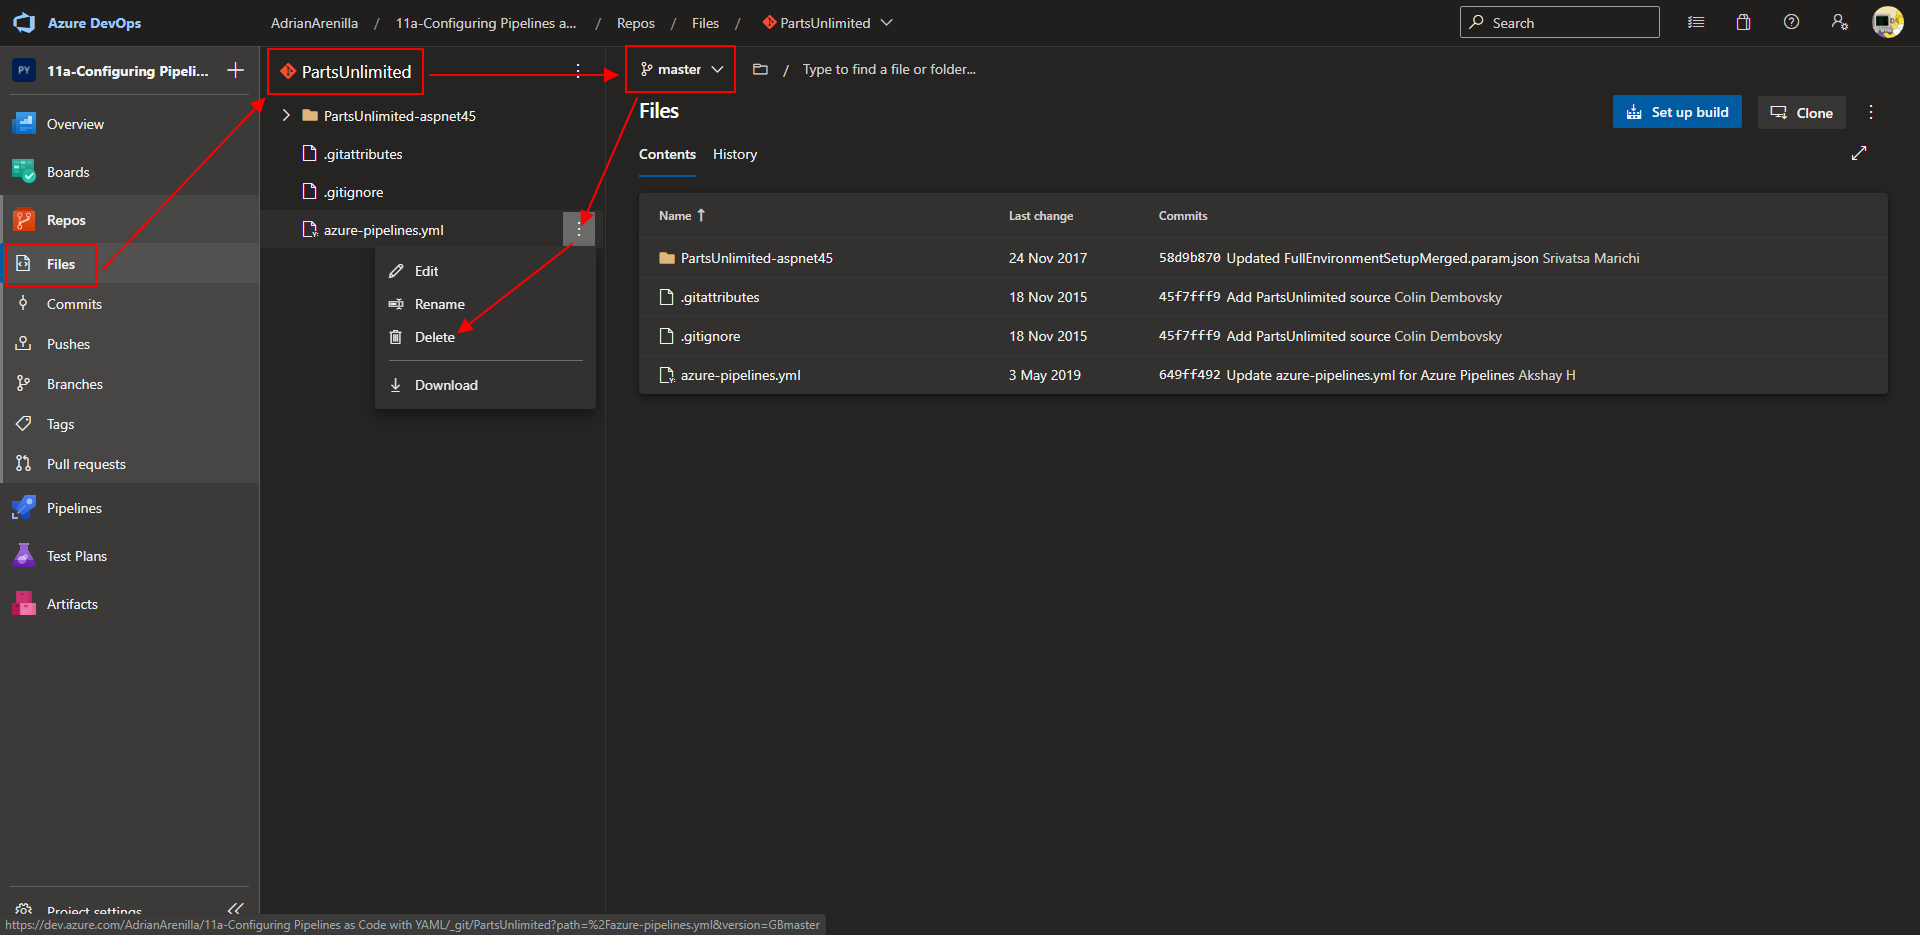 Azure DevOps
AdrianArenilla / 11a-Configuring Pipelines a... / Repos / Files / PartsUnlimited
Search
PY
11a-Configuring Pipeli...
Overview
Boards
Repos
Files
Commits
Pushes
Branches
Tags
Pull requests
Pipelines
Test Plans
Artifacts
Project settings
PartsUnlimited
PartsUnlimited-aspnet45
.gitattributes
.gitignore
azure-pipelines.yml
Edit
Rename
Delete
Download
master
/ Type to find a file or folder...
Files
Set up build
Clone
Contents History
Name Last change Commits
PartsUnlimited-aspnet45 24 Nov 2017 58d9b870 Updated FullEnvironmentSetupMerged.param.json Srivatsa Marichi
.gitattributes 18 Nov 2015 45f7fff9 Add PartsUnlimited source Colin Dembovsky
.gitignore 18 Nov 2015 45f7fff9 Add PartsUnlimited source Colin Dembovsky
azure-pipelines.yml 3 May 2019 649ff492 Update azure-pipelines.yml for Azure Pipelines Akshay H
https://dev.azure.com/AdrianArenilla/11a-Configuring Pipelines as Code with YAML/_git/PartsUnlimited?path=%2Fazure-pipelines.yml&version=GBmaster